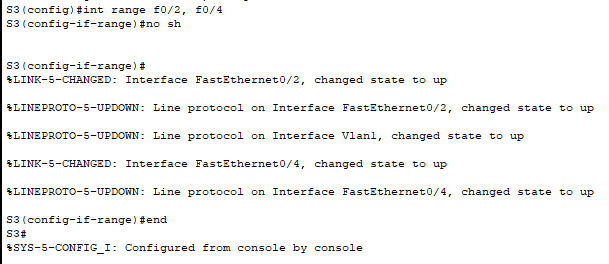 S3(config)#int range f0/2, f0/4
S3(config-if-range)#no sh
S3(config-if-range)#
%LINK-5-CHANGED: Interface FastEthernet0/2, changed state to up
%LINEPROTO-5-UPDOWN: Line protocol on Interface FastEthernet0/2, changed state to up
%LINEPROTO-5-UPDOWN: Line protocol on Interface Vlan1, changed state to up
%LINK-5-CHANGED: Interface FastEthernet0/4, changed state to up
%LINEPROTO-5-UPDOWN: Line protocol on Interface FastEthernet0/4, changed state to up
S3(config-if-range)#end
S3#
%SYS-5-CONFIG_I: Configured from console by console